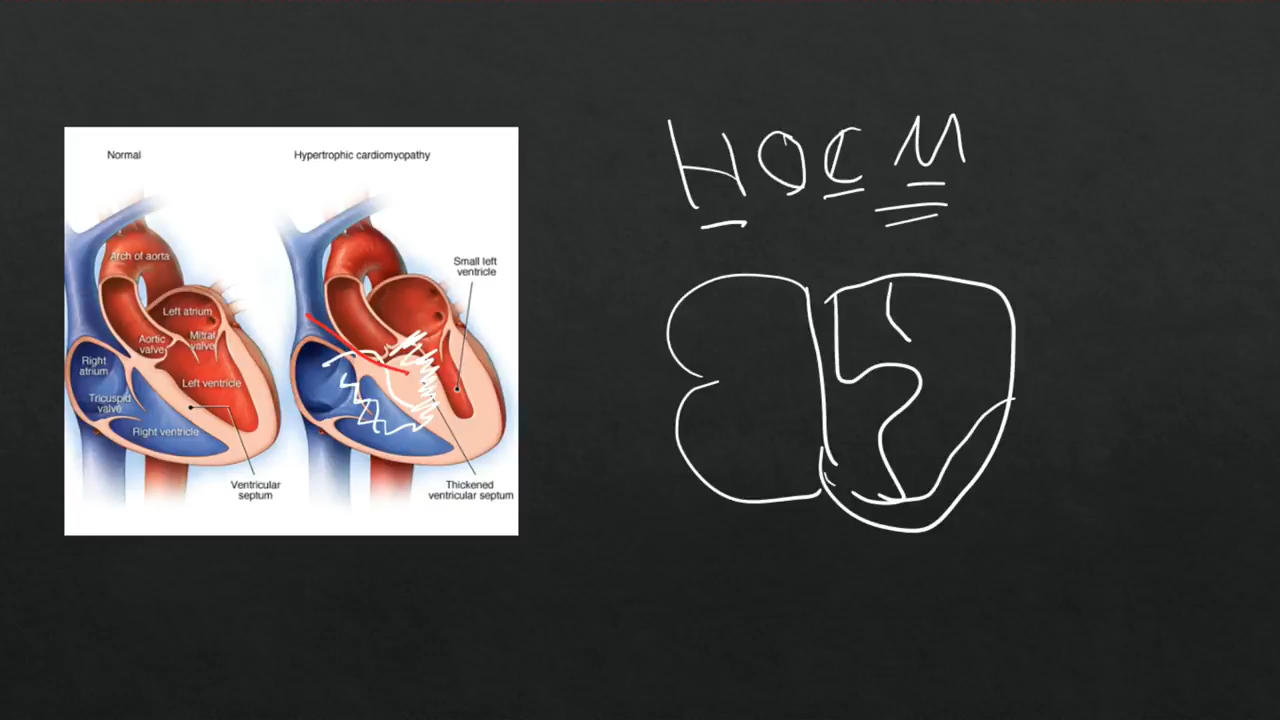 Normal
Hypertrophic cardiomyopathy
HOCM
Arch of aorta
Left atrium
Aortic
valve
Mitral
valve
Right
atrium
Left ventricle
Tricuspid
valve
Right ventricle
Ventricular
septum
Small left
ventricle
Thickened
ventricular septum